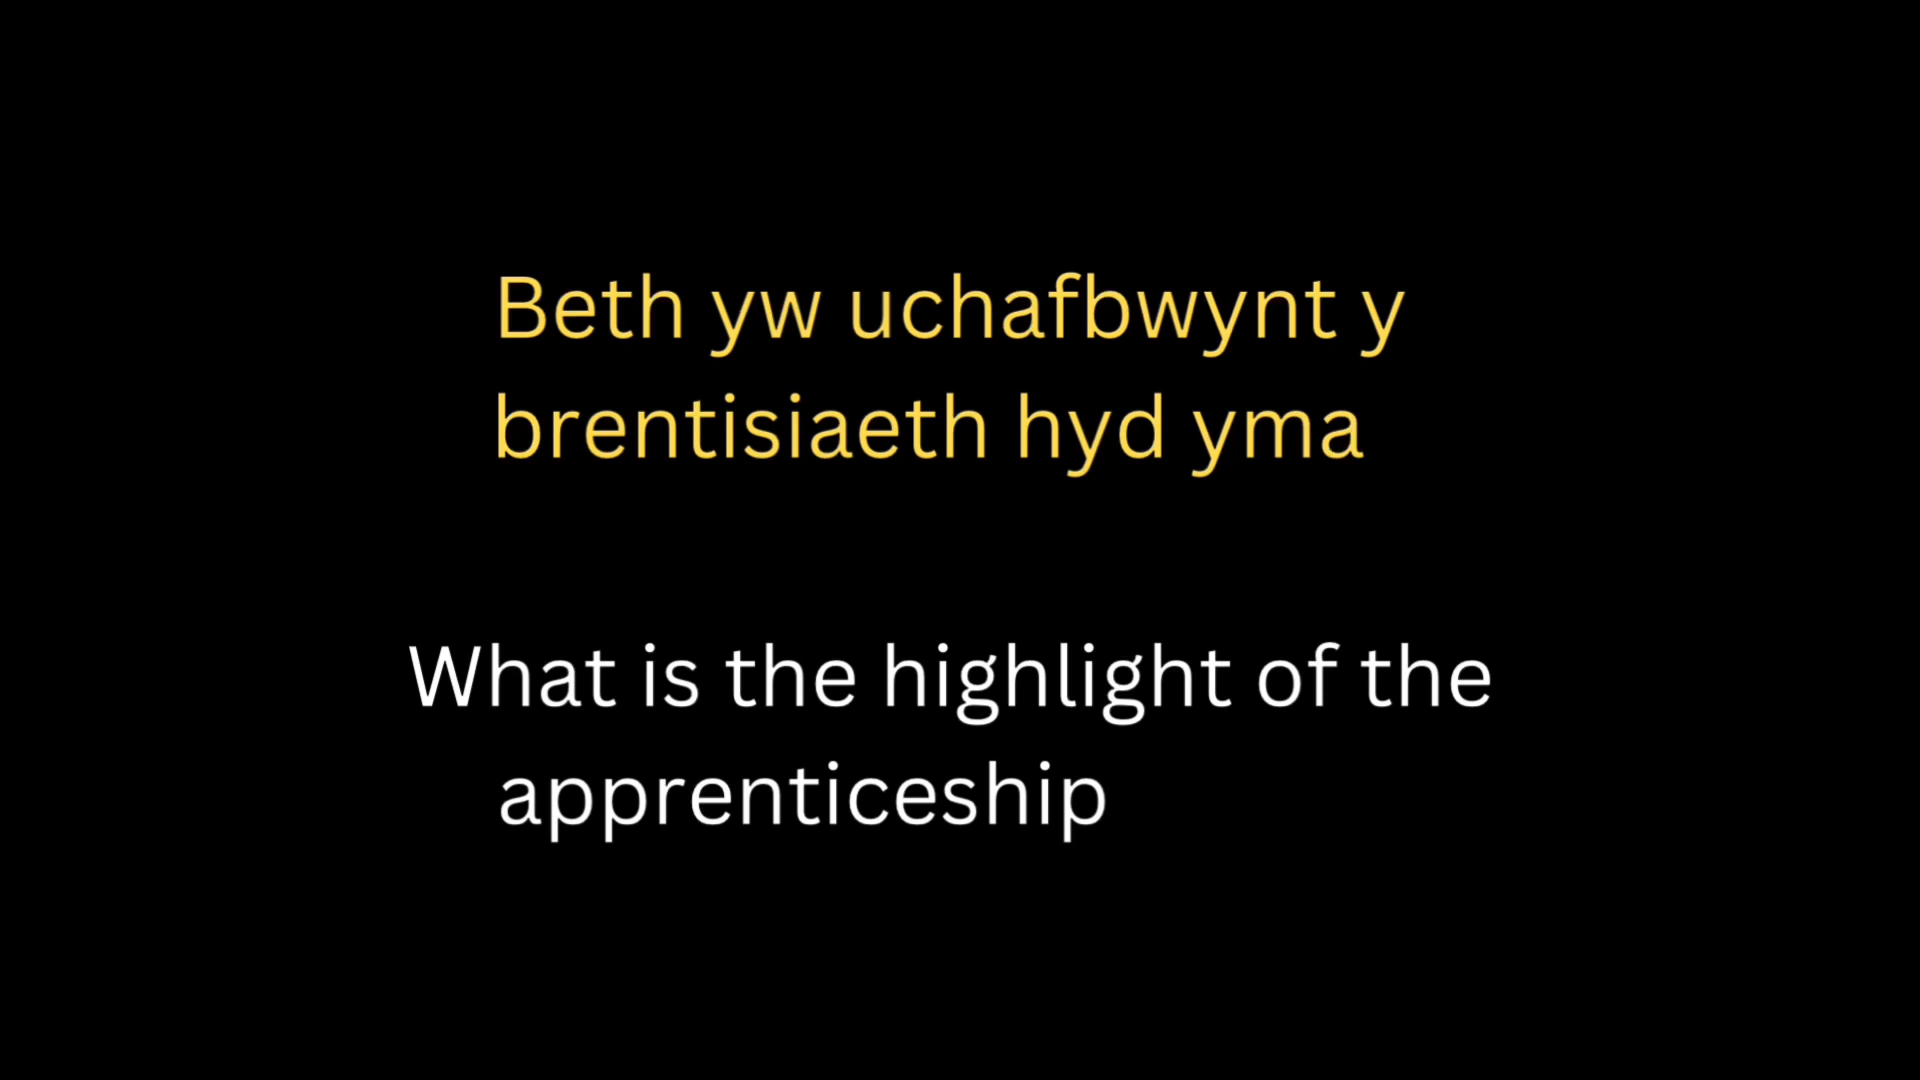 Beth yw uchafbwynt y
brentisiaeth hyd yma
What is the highlight of the
apprenticeship